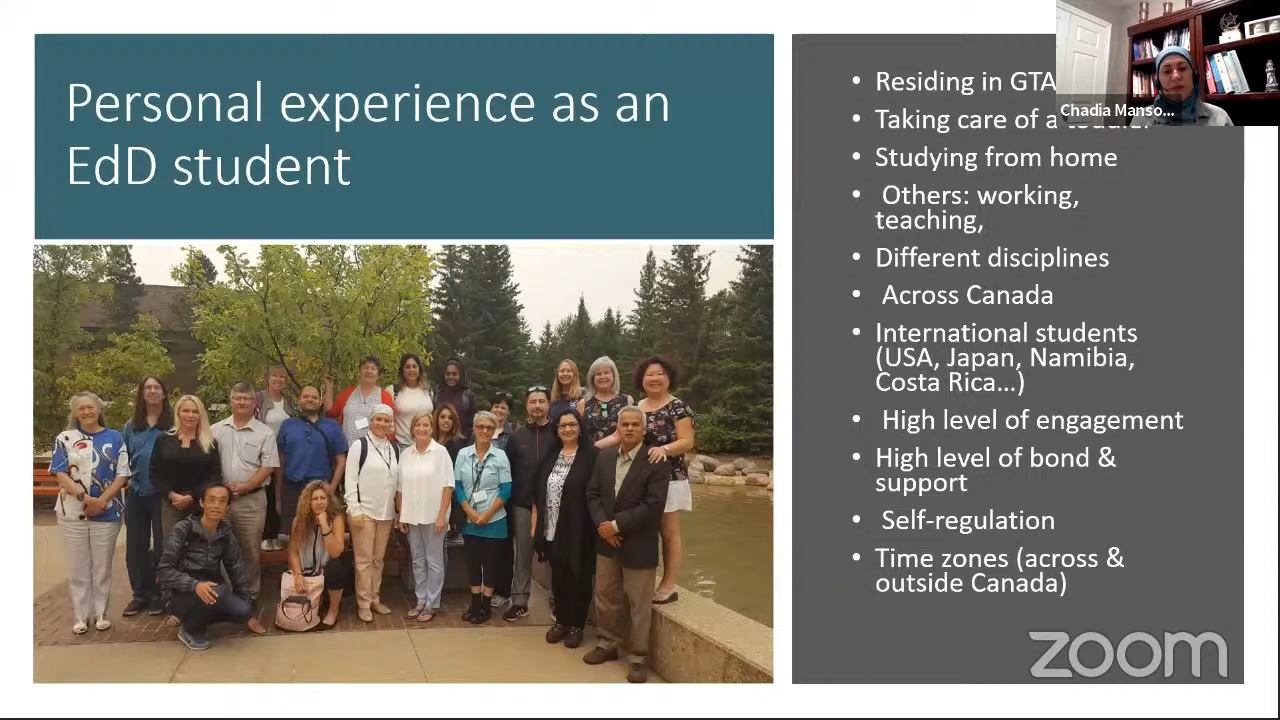 Personal experience as an
EdD student
• Residing in GTA
• Taking care of a toddler
• Studying from home
• Others: working,
teaching,
• Different disciplines
• Across Canada
• International students
(USA, Japan, Namibia,
Costa Rica...)
• High level of engagement
• High level of bond &
support
• Self-regulation
• Time zones (across &
outside Canada)
Chadia Manso...
zoom